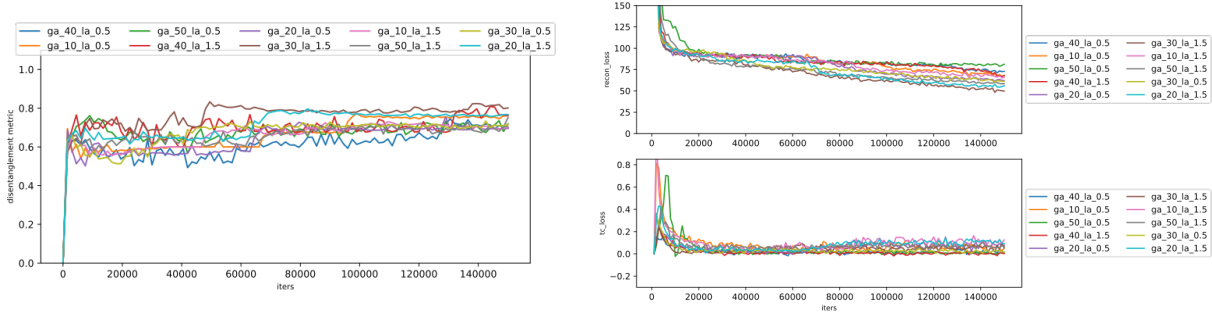 ga_40_la_0.5 ga_50_la_0.5 ga_20_la_0.5 ga_10_la_1.5 ga_30_la_0.5
ga_10_la_0.5 ga_40_la_1.5 ga_30_la_1.5 ga_50_la_1.5 ga_20_la_1.5
1.0
0.8
0.6
0.4
0.2
0.0
disentanglement metric
0 20000 40000 60000 80000 100000 120000 140000
iters
150
125
100
75
50
25
0
recon_loss
0 20000 40000 60000 80000 100000 120000 140000
ga_40_la_0.5 ga_30_la_1.5
ga_10_la_0.5 ga_10_la_1.5
ga_50_la_0.5 ga_50_la_1.5
ga_40_la_1.5 ga_30_la_0.5
ga_20_la_0.5 ga_20_la_1.5
0.8
0.6
0.4
0.2
0.0
−0.2
tc_loss
0 20000 40000 60000 80000 100000 120000 140000
iters
ga_40_la_0.5 ga_30_la_1.5
ga_10_la_0.5 ga_10_la_1.5
ga_50_la_0.5 ga_50_la_1.5
ga_40_la_1.5 ga_30_la_0.5
ga_20_la_0.5 ga_20_la_1.5